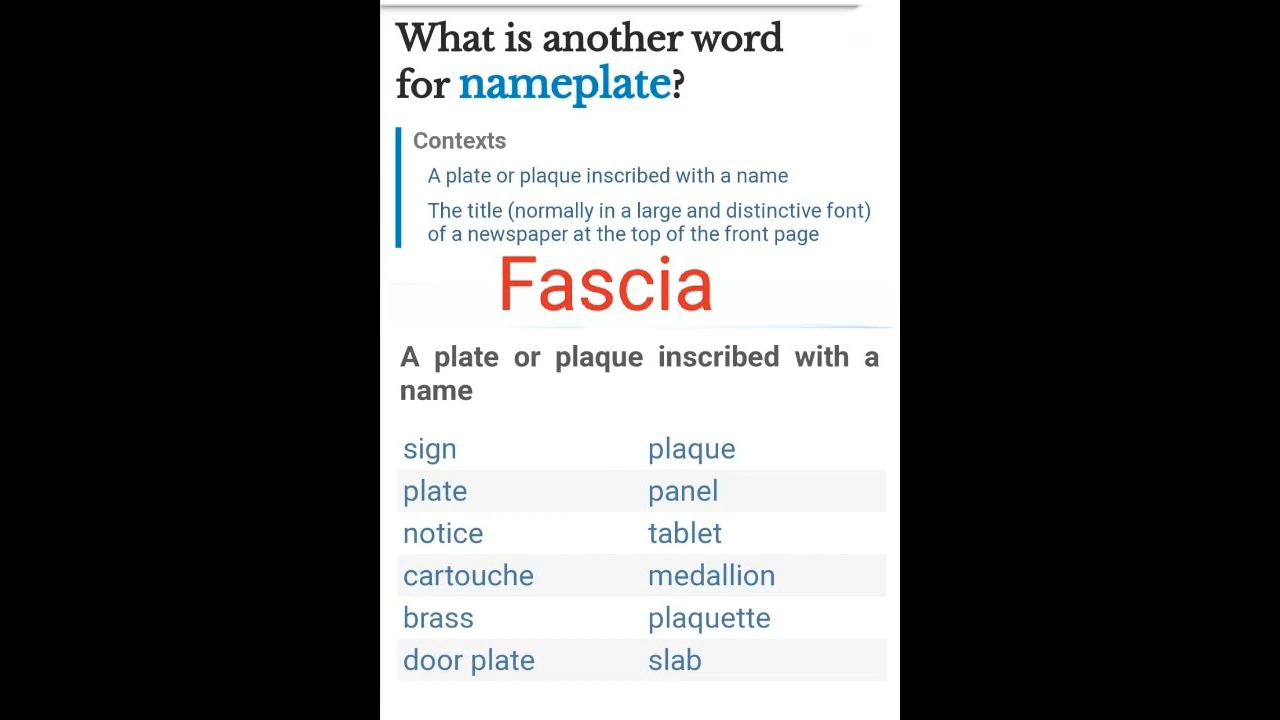 What is another word
for nameplate?
Contexts
A plate or plaque inscribed with a name
The title (normally in a large and distinctive font)
of a newspaper at the top of the front page
Fascia
A plate or plaque inscribed with a
name
sign plaque
plate panel
notice tablet
cartouche medallion
brass plaquette
door plate slab